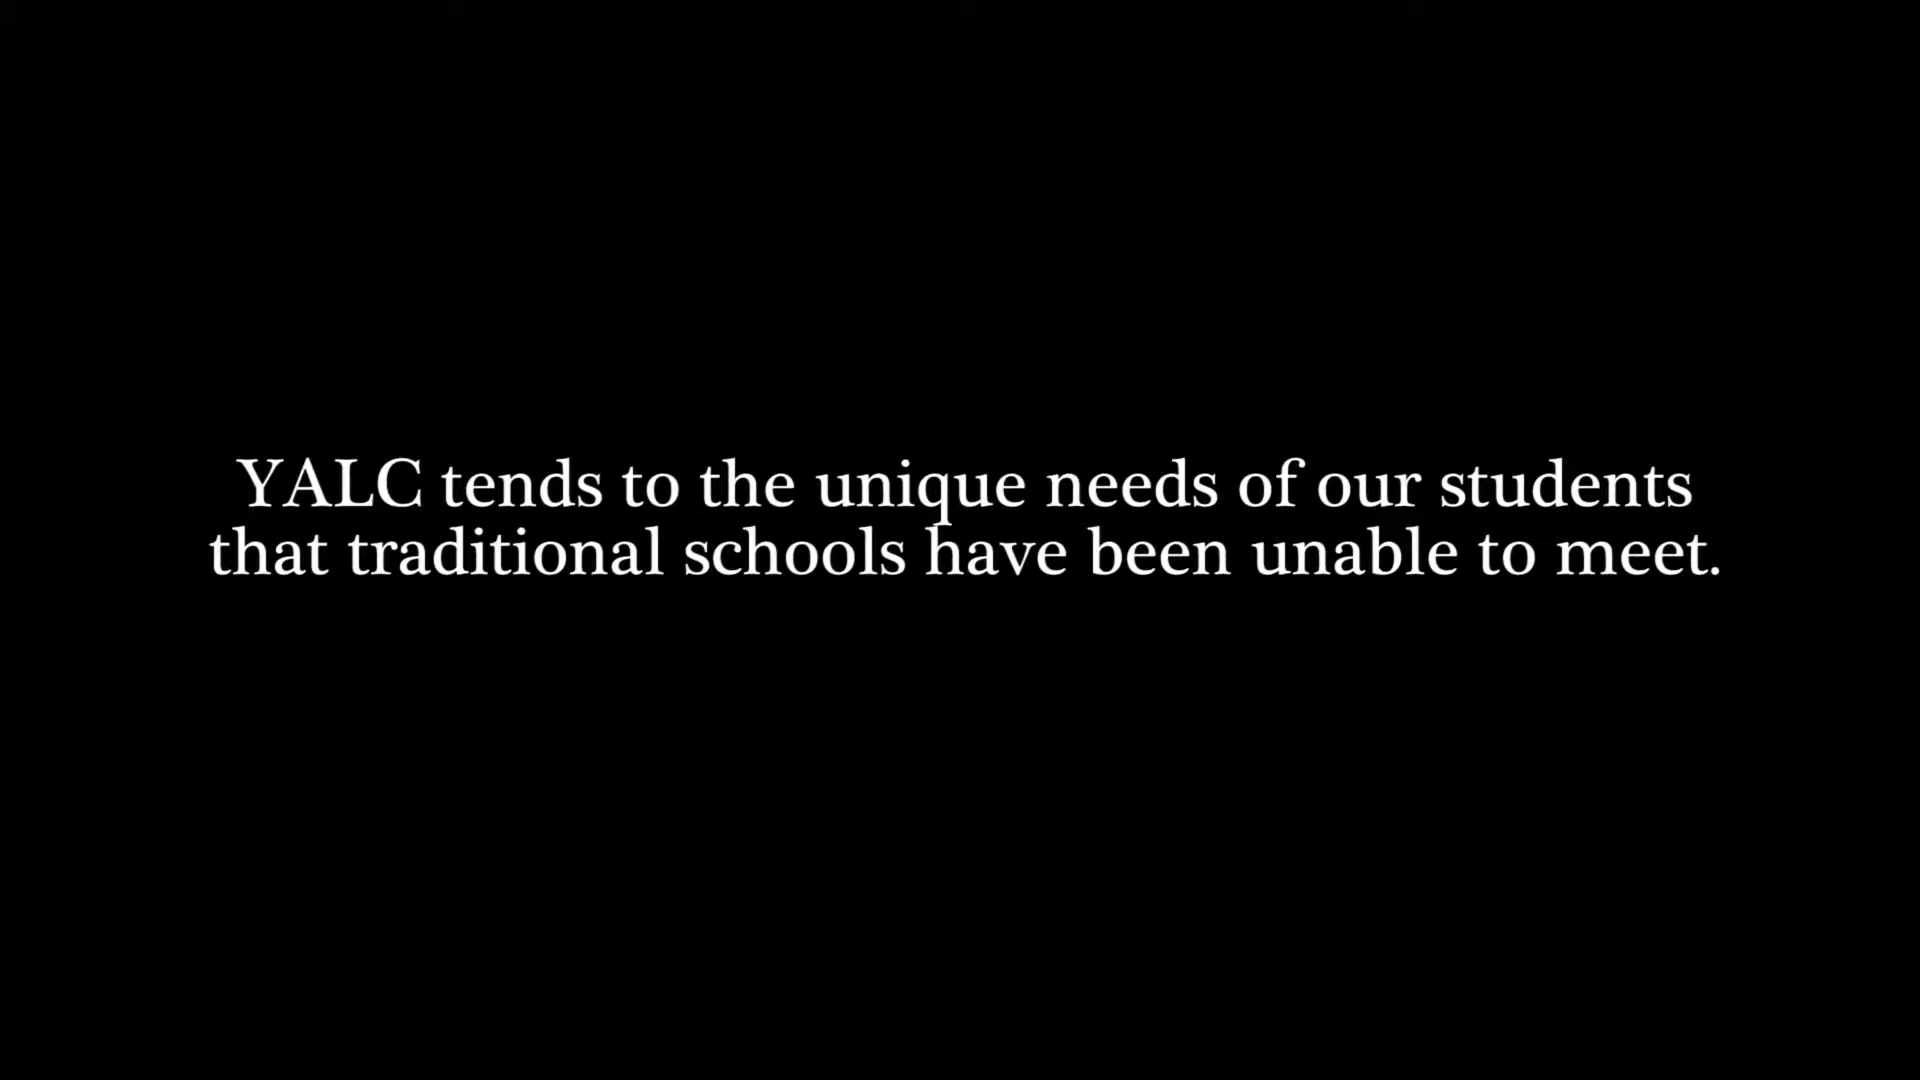 YALC tends to the unique needs of our students
that traditional schools have been unable to meet.